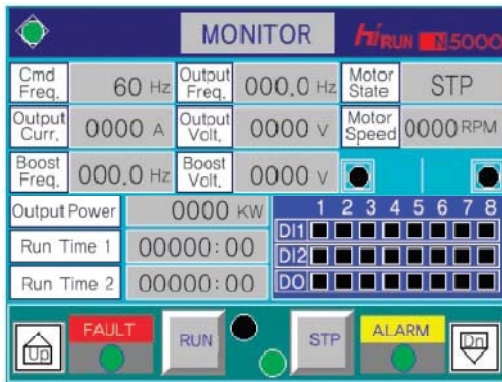 MONITOR HiRUN N5000
Cmd Freq. 60 Hz Output Freq. 000.0 Hz Motor State STP
Output Curr. 0000 A Output Volt. 0000 V Motor Speed 0000 RPM
Boost Freq. 000.0 Hz Boost Volt. 0000 V
Output Power 0000 KW 1 2 3 4 5 6 7 8
Run Time 1 00000:00 DI1
DI2
Run Time 2 00000:00 DO
Up FAULT RUN STP ALARM Dn